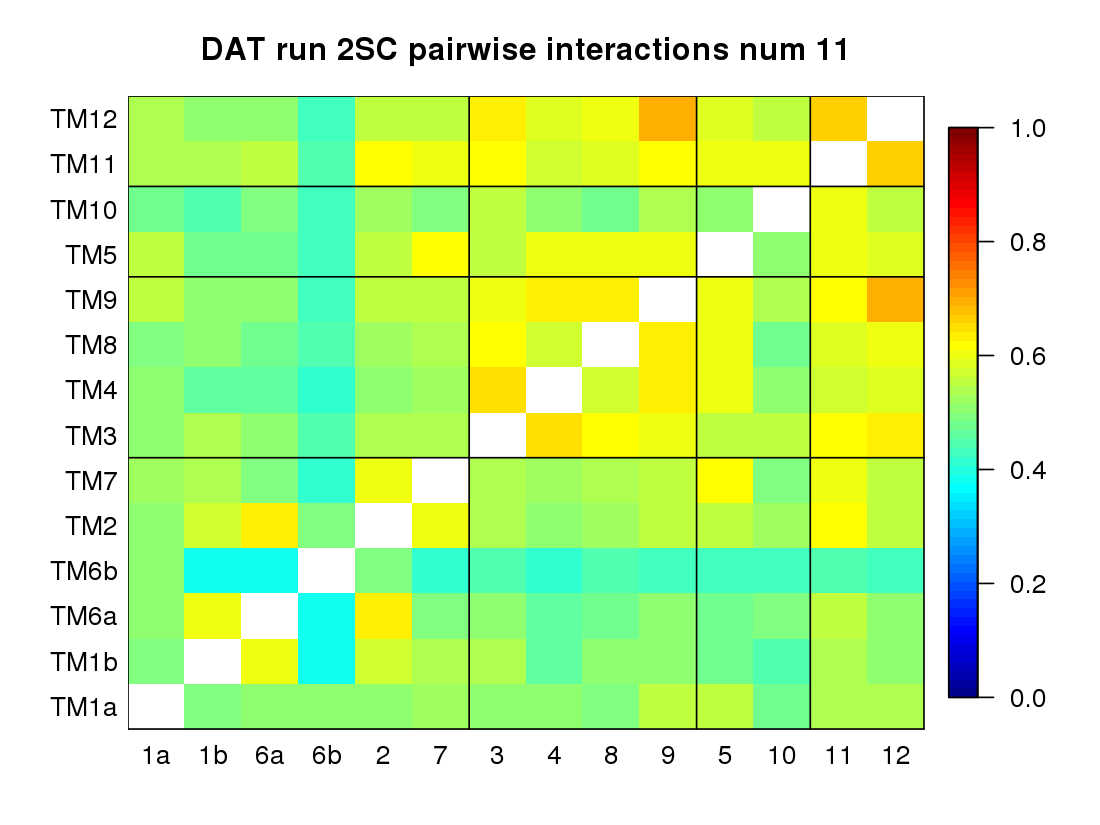 DAT run 2SC pairwise interactions num 11
TM12
TM11
TM10
TM5
TM9
TM8
TM4
TM3
TM7
TM2
TM6b
TM6a
TM1b
TM1a
1a 1b 6a 6b 2 7 3 4 8 9 5 10 11 12
1.0
0.8
0.6
0.4
0.2
0.0